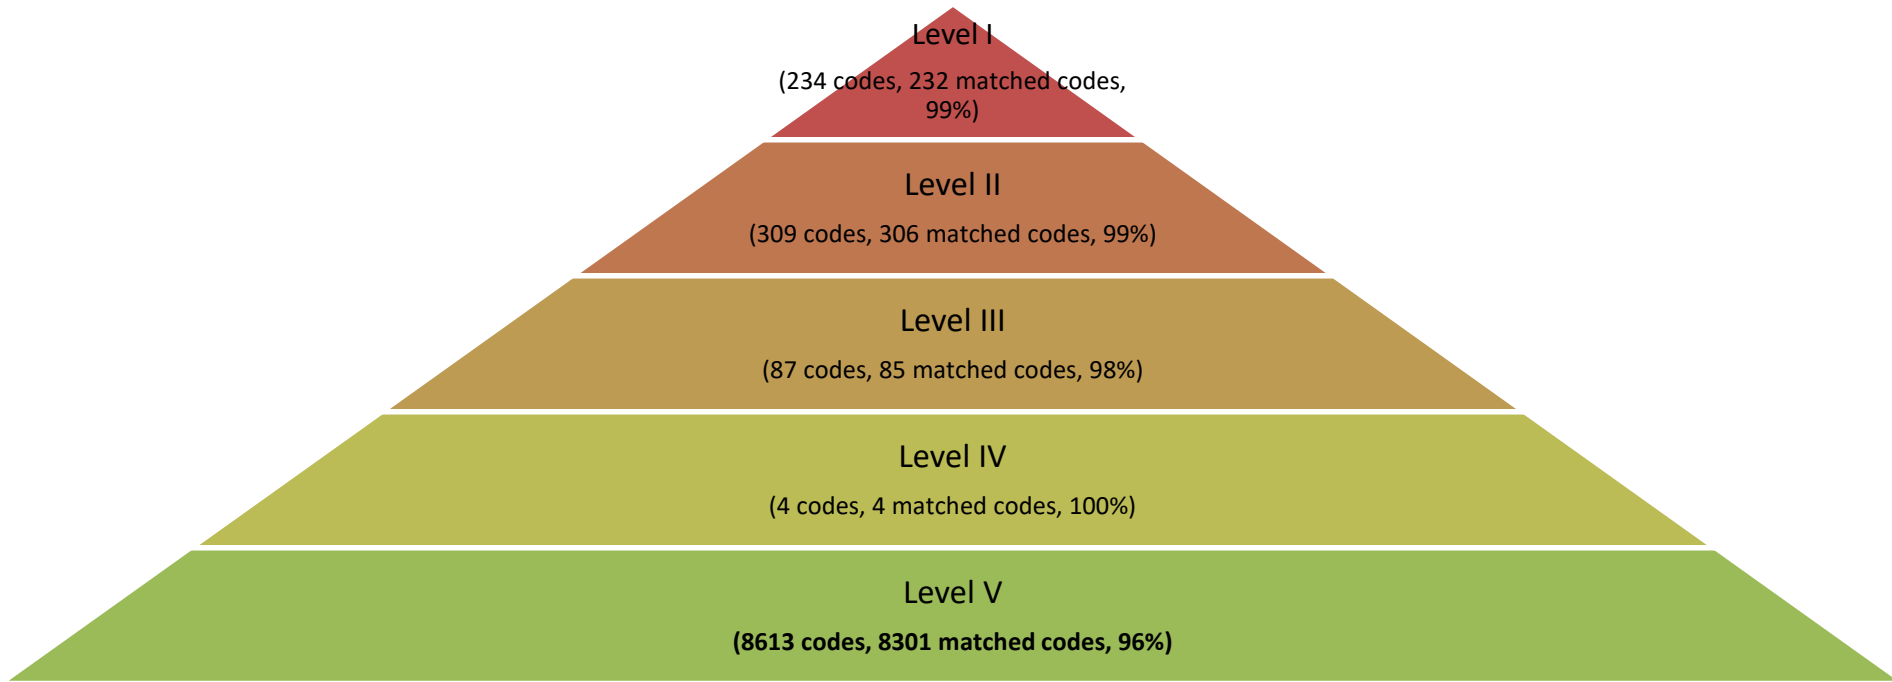 Level I
(234 codes, 232 matched codes,
99%)
Level II
(309 codes, 306 matched codes, 99%)
Level III
(87 codes, 85 matched codes, 98%)
Level IV
(4 codes, 4 matched codes, 100%)
Level V
(8613 codes, 8301 matched codes, 96%)